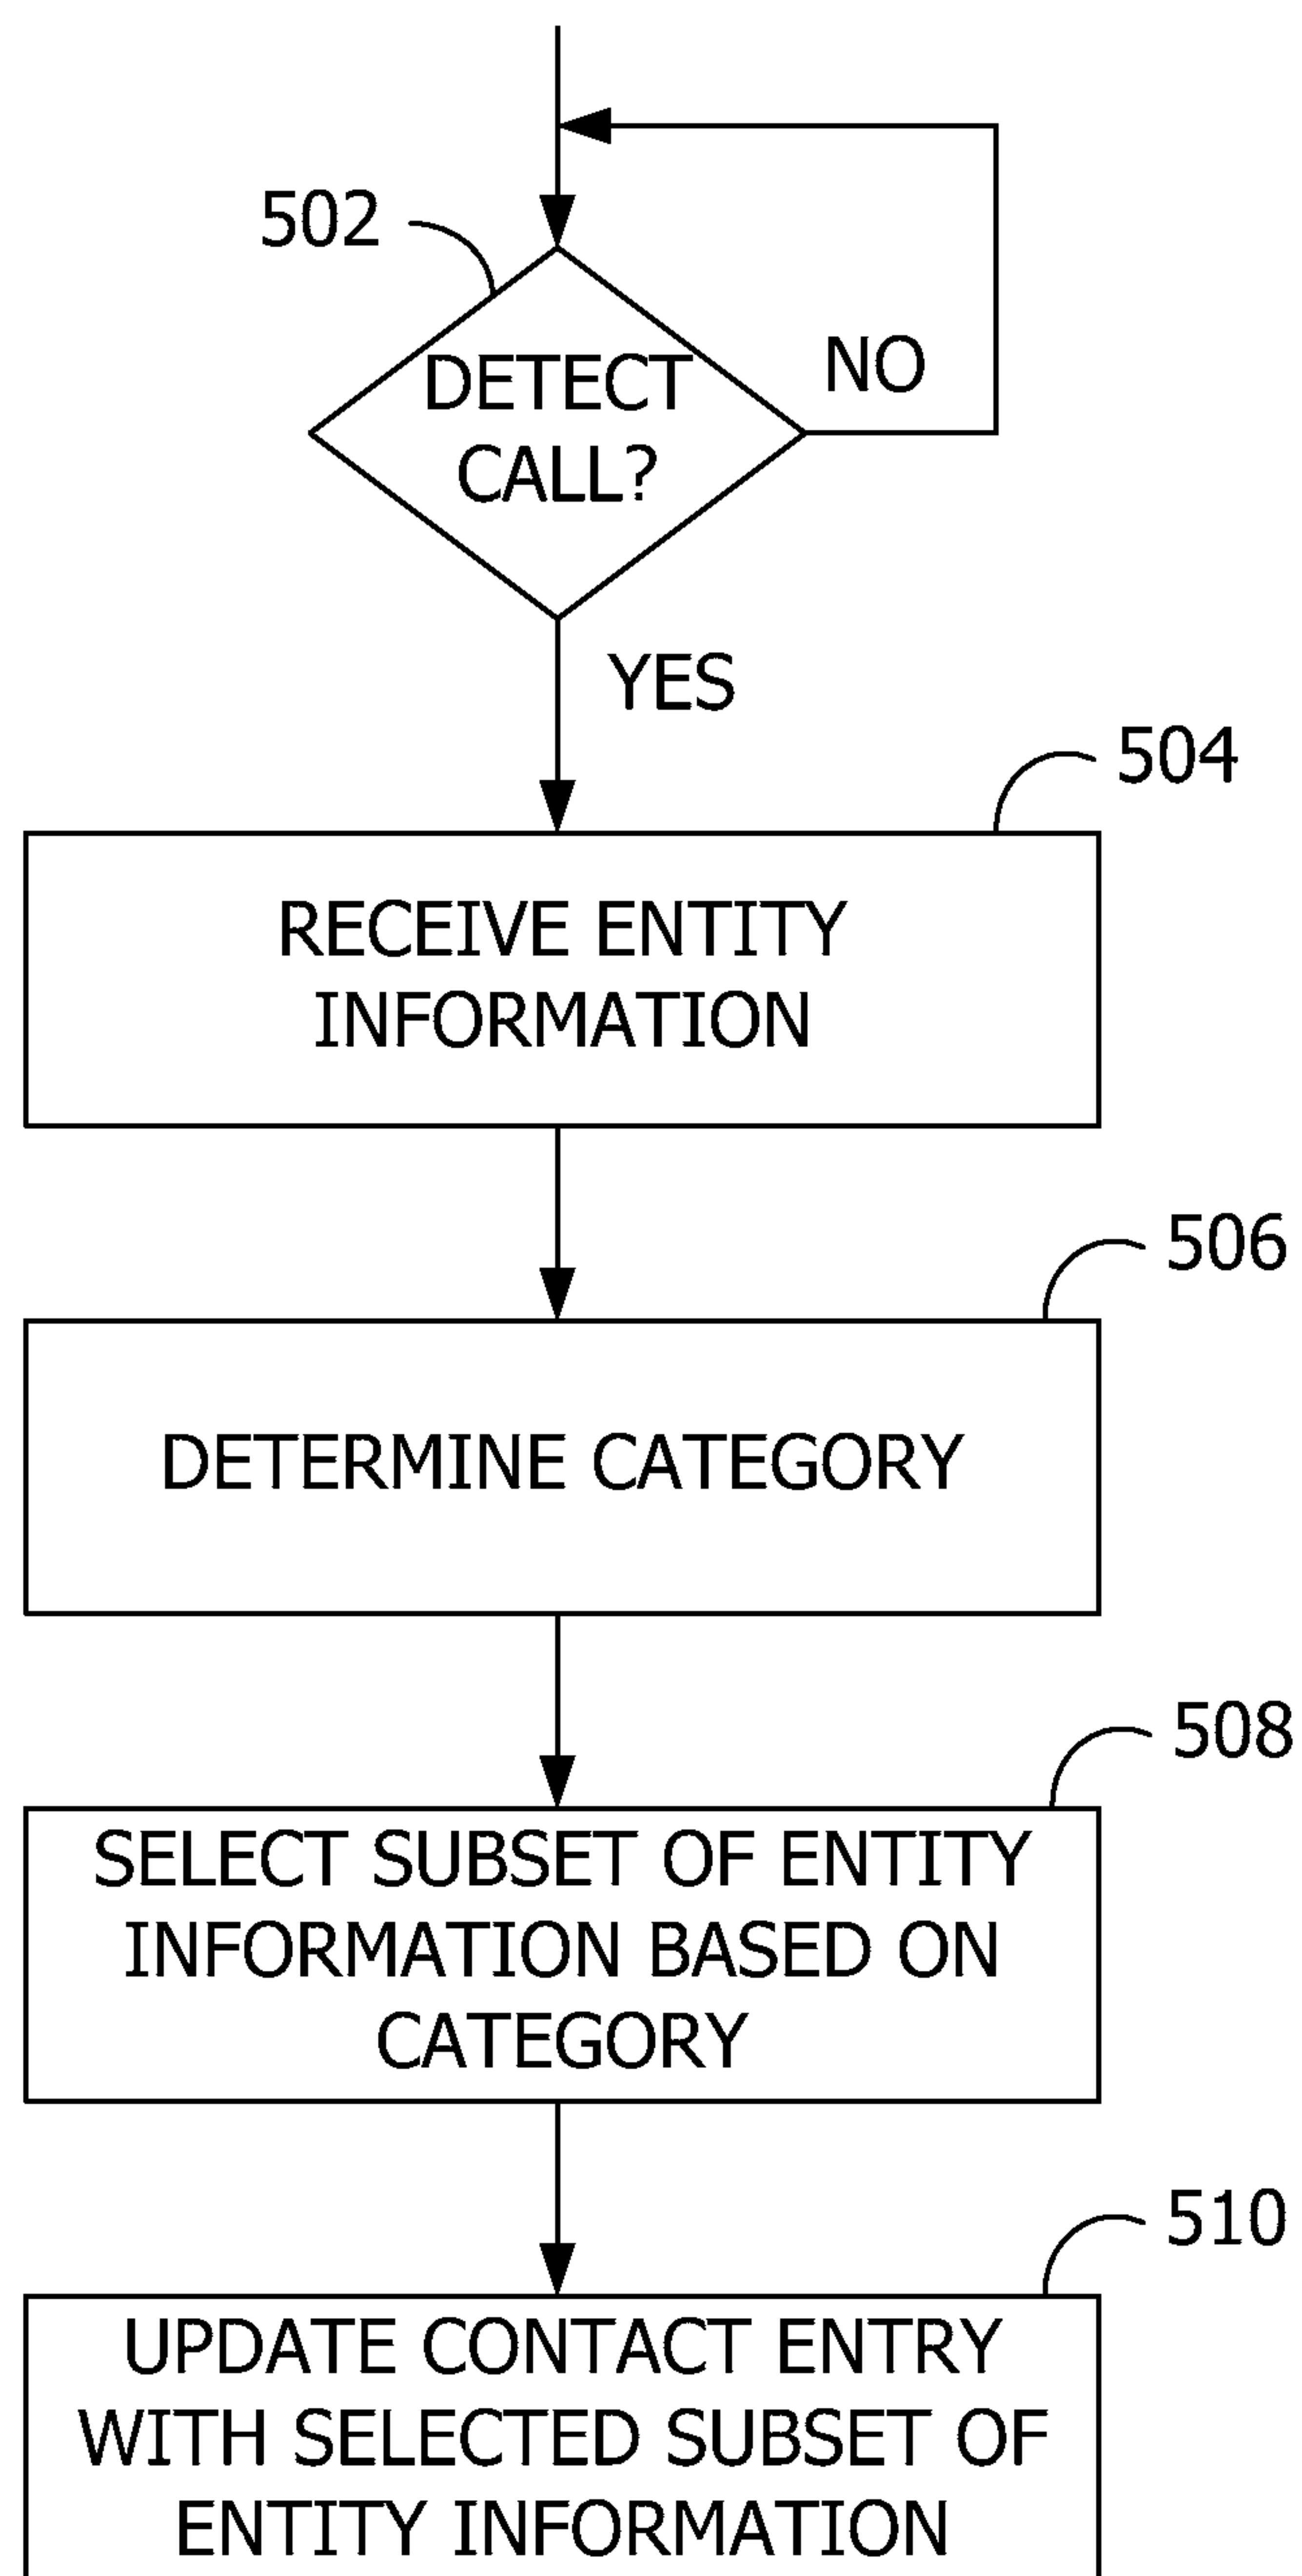 502
DETECT
CALL?
NO
YES
504
RECEIVE ENTITY
INFORMATION
506
DETERMINE CATEGORY
508
SELECT SUBSET OF ENTITY
INFORMATION BASED ON
CATEGORY
510
UPDATE CONTACT ENTRY
WITH SELECTED SUBSET OF
ENTITY INFORMATION